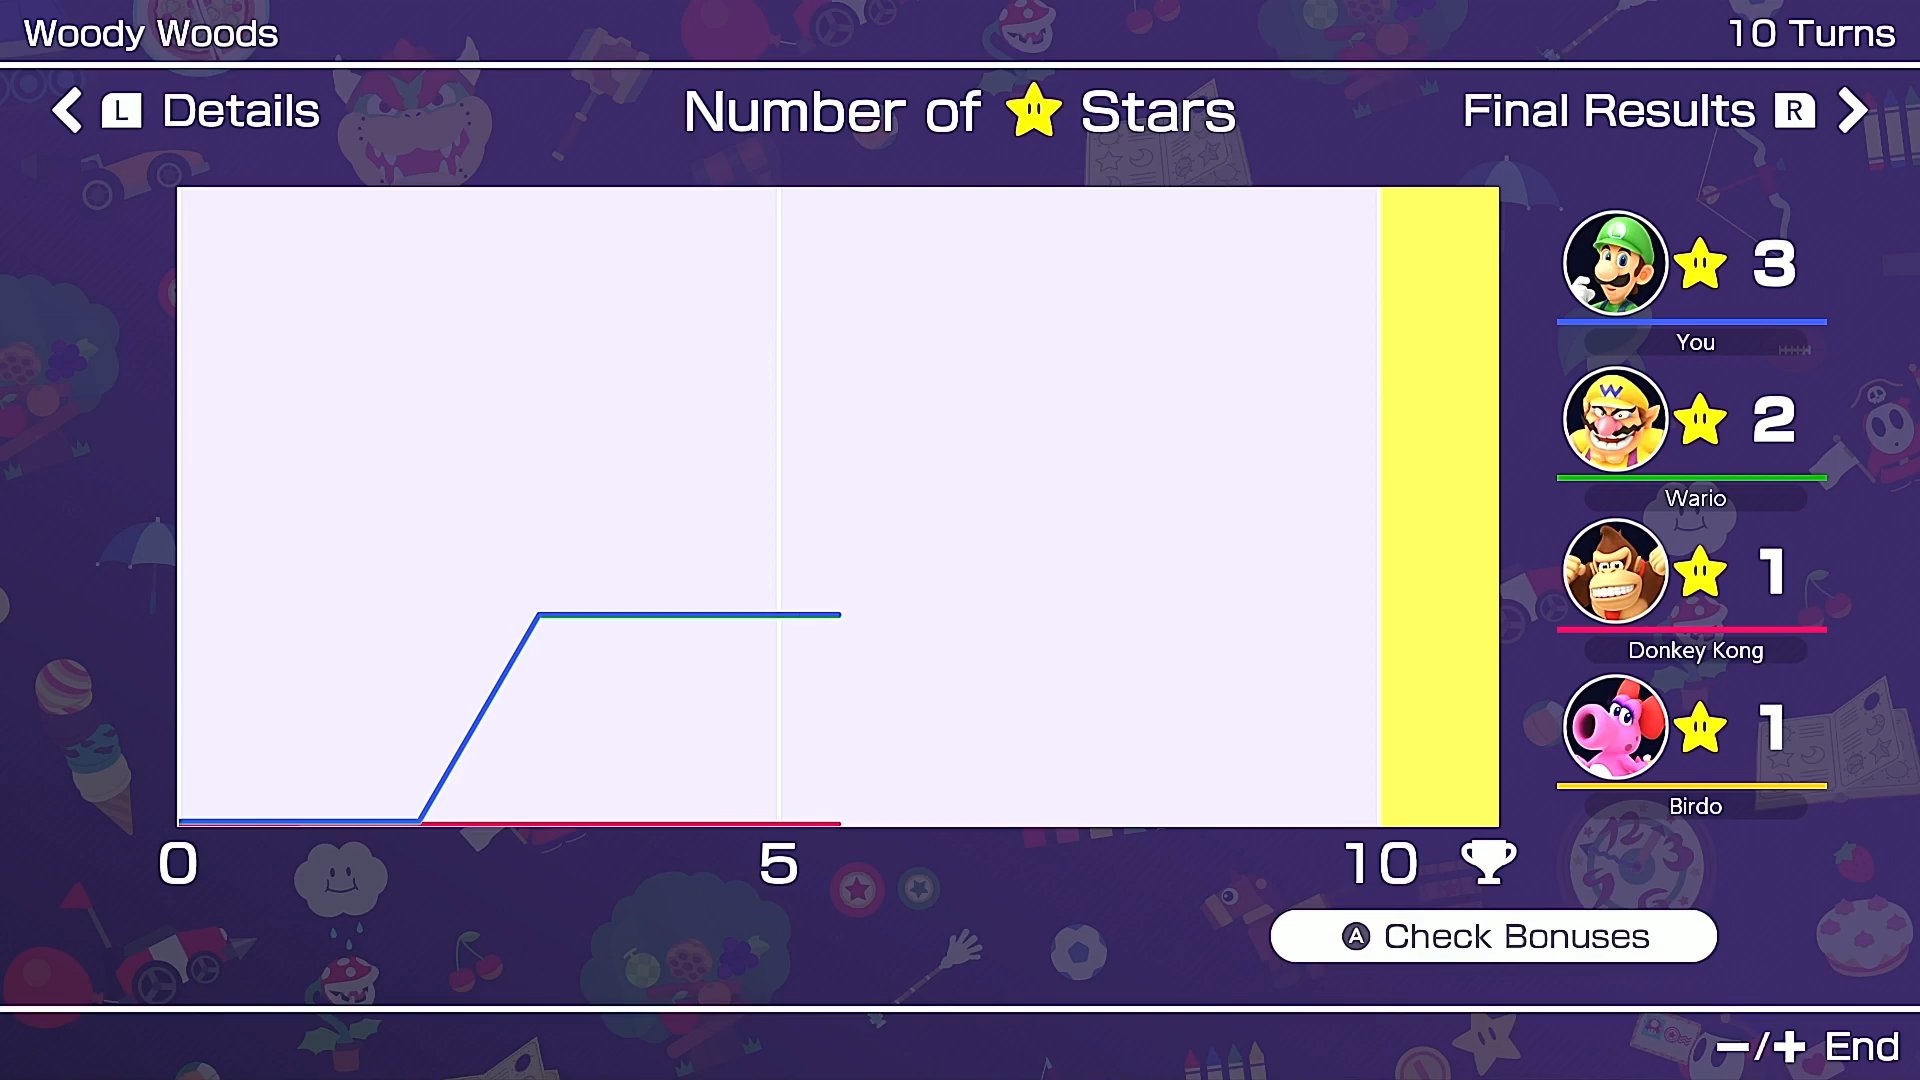 Woody Woods
10 Turns
L Details
Number of Stars
Final Results R
3
You
W
2
Wario
1
Donkey Kong
1
Birdo
0 5 10
A Check Bonuses
-/+ End